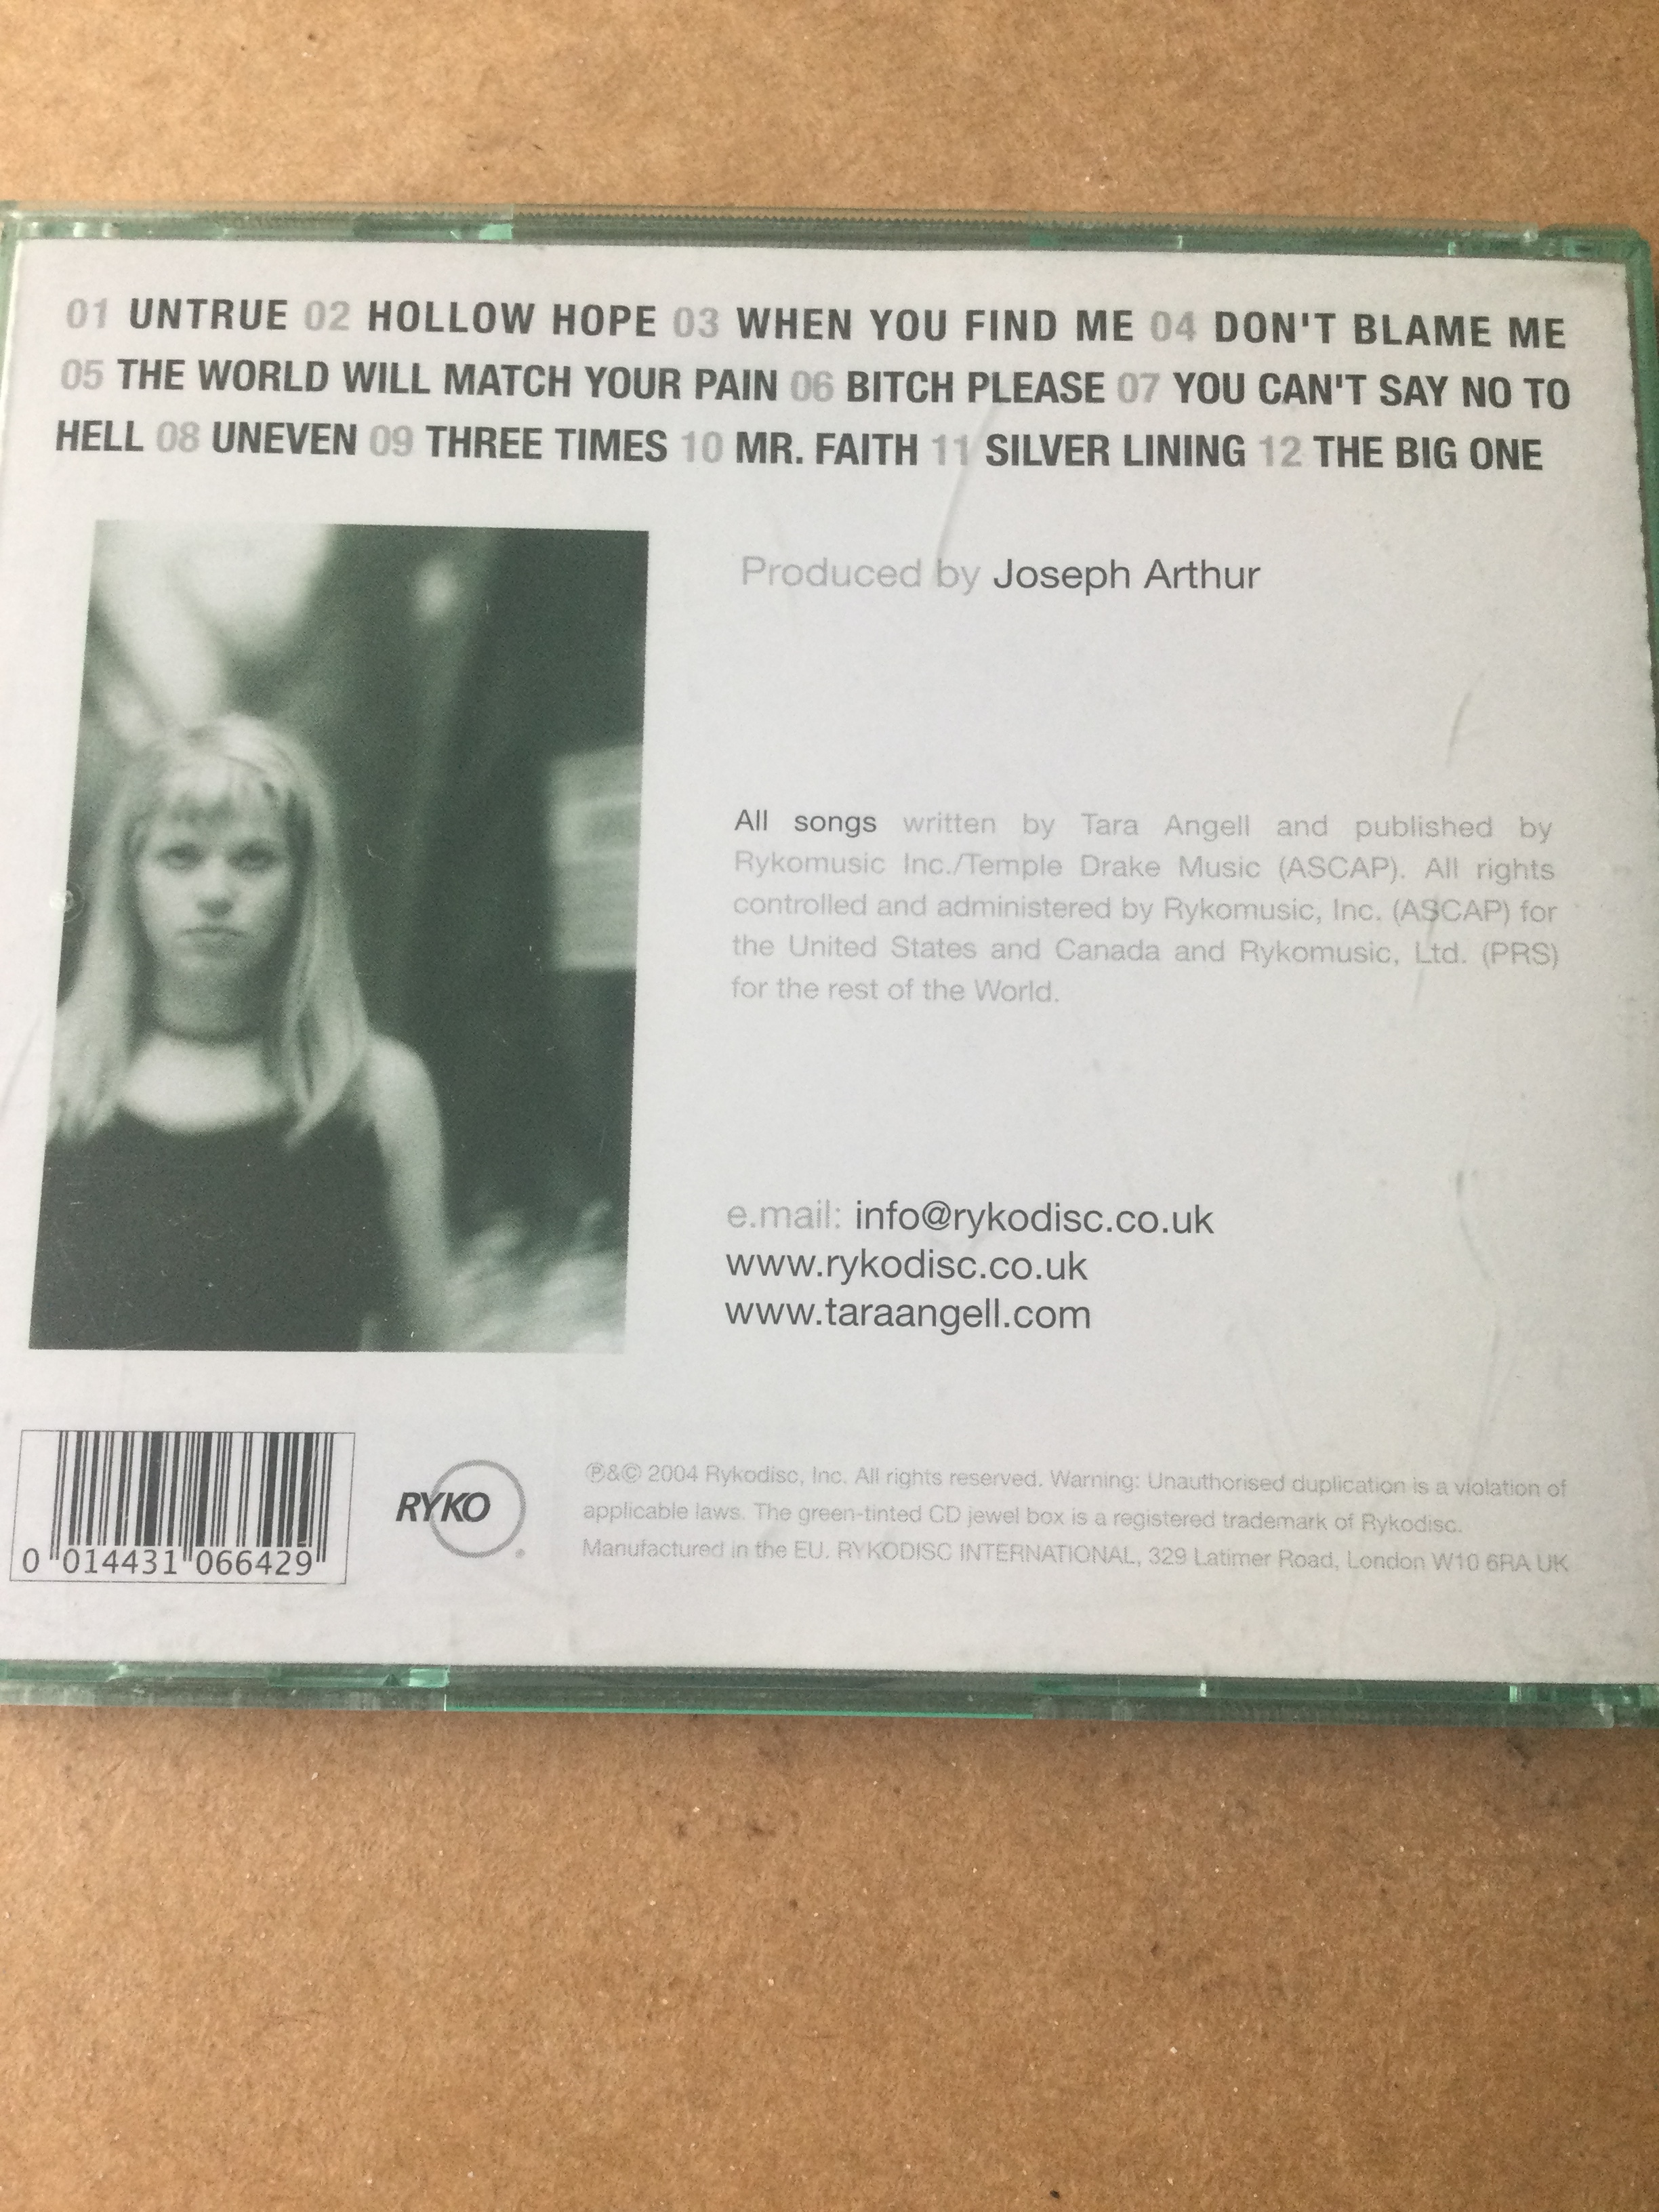 01 UNTRUE 02 HOLLOW HOPE 03 WHEN YOU FIND ME 04 DON'T BLAME ME
05 THE WORLD WILL MATCH YOUR PAIN 06 BITCH PLEASE 07 YOU CAN'T SAY NO TO
HELL 08 UNEVEN 09 THREE TIMES 10 MR. FAITH 11 SILVER LINING 12 THE BIG ONE
Produced by Joseph Arthur
All songs written by Tara Angell and published by
Rykomusic Inc./Temple Drake Music (ASCAP). All rights
controlled and administered by Rykomusic, Inc. (ASCAP) for
the United States and Canada and Rykomusic, Ltd. (PRS)
for the rest of the World.
e.mail: info@rykodisc.co.uk
www.rykodisc.co.uk
www.taraangell.com
0 014431 066429
RYKO
℗&© 2004 Rykodisc, Inc. All rights reserved. Warning: Unauthorised duplication is a violation of
applicable laws. The green-tinted CD jewel box is a registered trademark of Rykodisc.
Manufactured in the EU. RYKODISC INTERNATIONAL, 329 Latimer Road, London W10 6RA UK